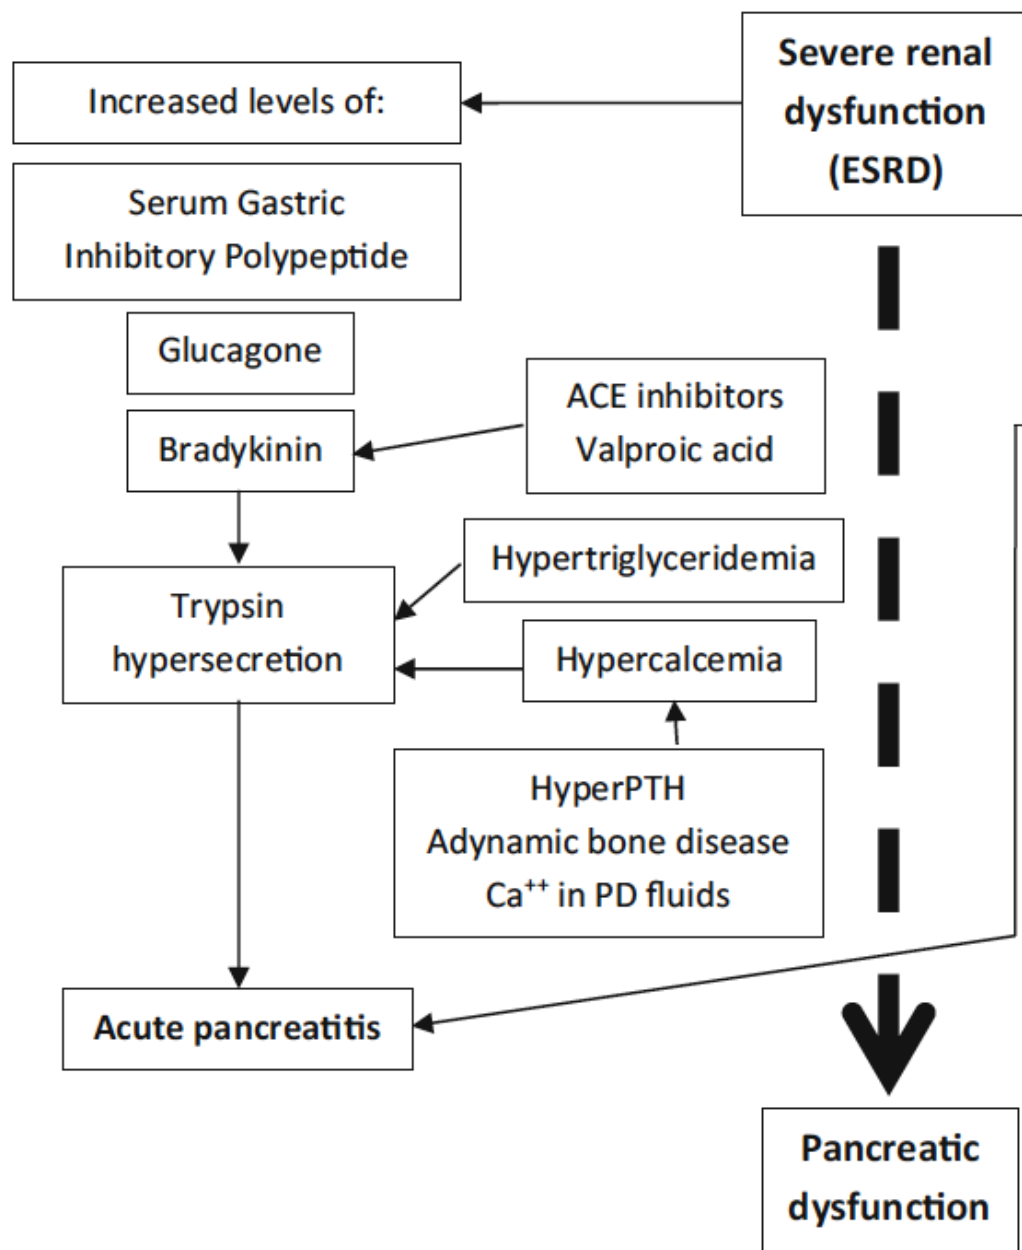 Severe renal
dysfunction
(ESRD)
Increased levels of:
Serum Gastric
Inhibitory Polypeptide
Glucagone
Bradykinin
ACE inhibitors
Valproic acid
Hypertriglyceridemia
Trypsin
hypersecretion
Hypercalcemia
HyperPTH
Adynamic bone disease
Ca⁺⁺ in PD fluids
Acute pancreatitis
Pancreatic
dysfunction